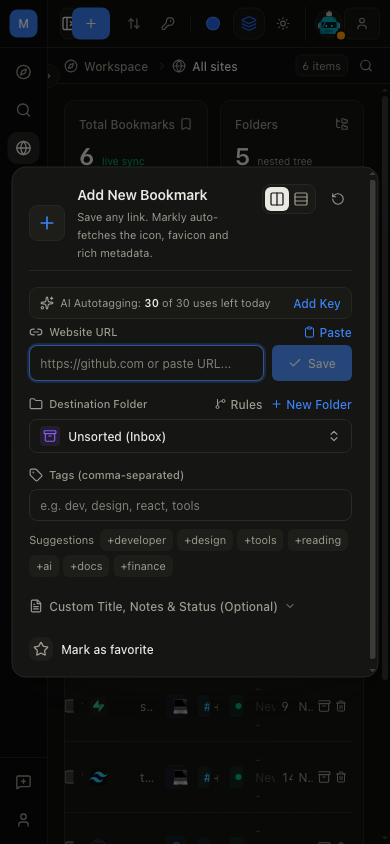 M
Workspace
All sites
6 items
Total Bookmarks
Folders
6 live sync
5 nested tree
Add New Bookmark
Save any link. Markly auto-
fetches the icon, favicon and
rich metadata.
AI Autotagging: 30 of 30 uses left today
Add Key
Website URL
Paste
https://github.com or paste URL...
Save
Destination Folder
Rules
+ New Folder
Unsorted (Inbox)
Tags (comma-separated)
e.g. dev, design, react, tools
Suggestions +developer +design +tools +reading
+ai +docs +finance
Custom Title, Notes & Status (Optional)
Mark as favorite
s.. # 9 N..
t... # N..